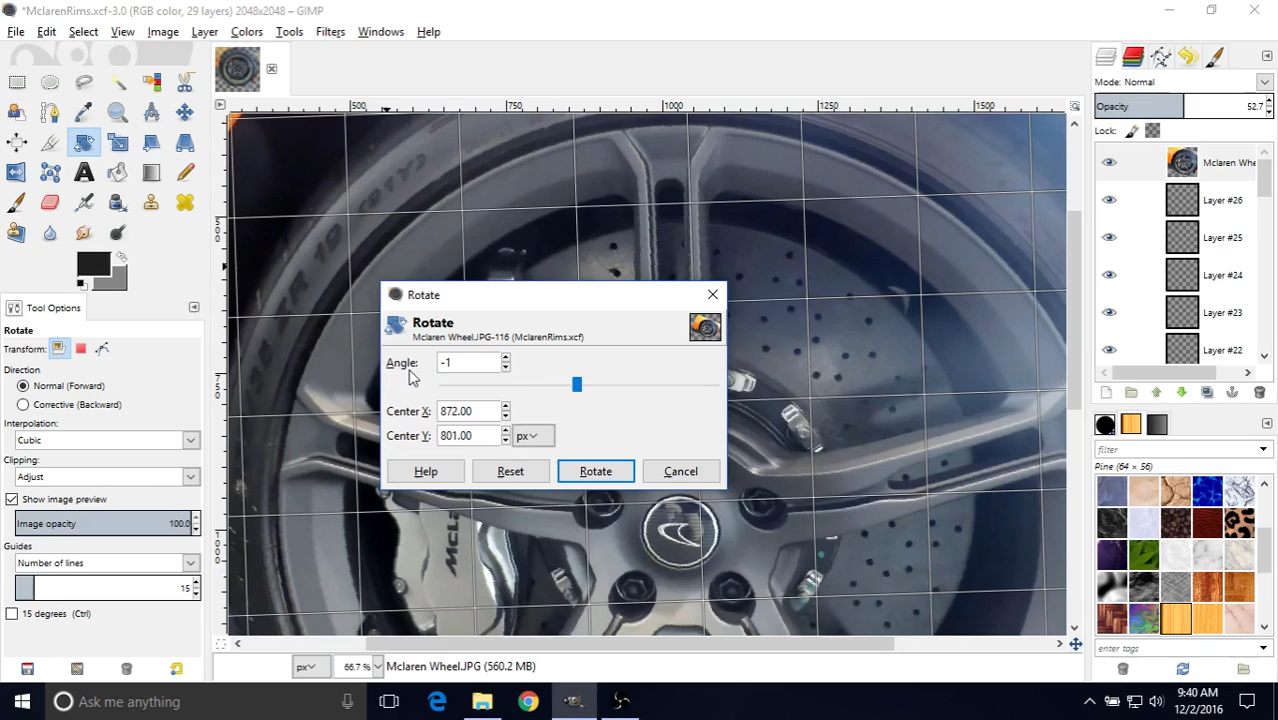 *MclarenRims.xcf-3.0 (RGB color, 29 layers) 2048x2048 – GIMP
File Edit Select View Image Layer Colors Tools Filters Windows Help
500 750 1000 1250 1500
Mode: Normal
Opacity 52.7
Lock:
Mclaren Whe
Layer #26
Layer #25
Layer #24
Layer #23
Layer #22
Tool Options
Rotate
Transform:
Direction
Normal (Forward)
Corrective (Backward)
Interpolation:
Cubic
Clipping:
Adjust
Show image preview
Image opacity 100.0
Guides
Number of lines
15
15 degrees (Ctrl)
500
750
1000
Rotate
Rotate
Mclaren Wheel.JPG-116 (MclarenRims.xcf)
Angle: -1
Center X: 872.00
Center Y: 801.00 px
Help Reset Rotate Cancel
filter
Pine (64 × 56)
enter tags
px 66.7 % Mclaren Wheel.JPG (560.2 MB)
Ask me anything
9:40 AM
12/2/2016